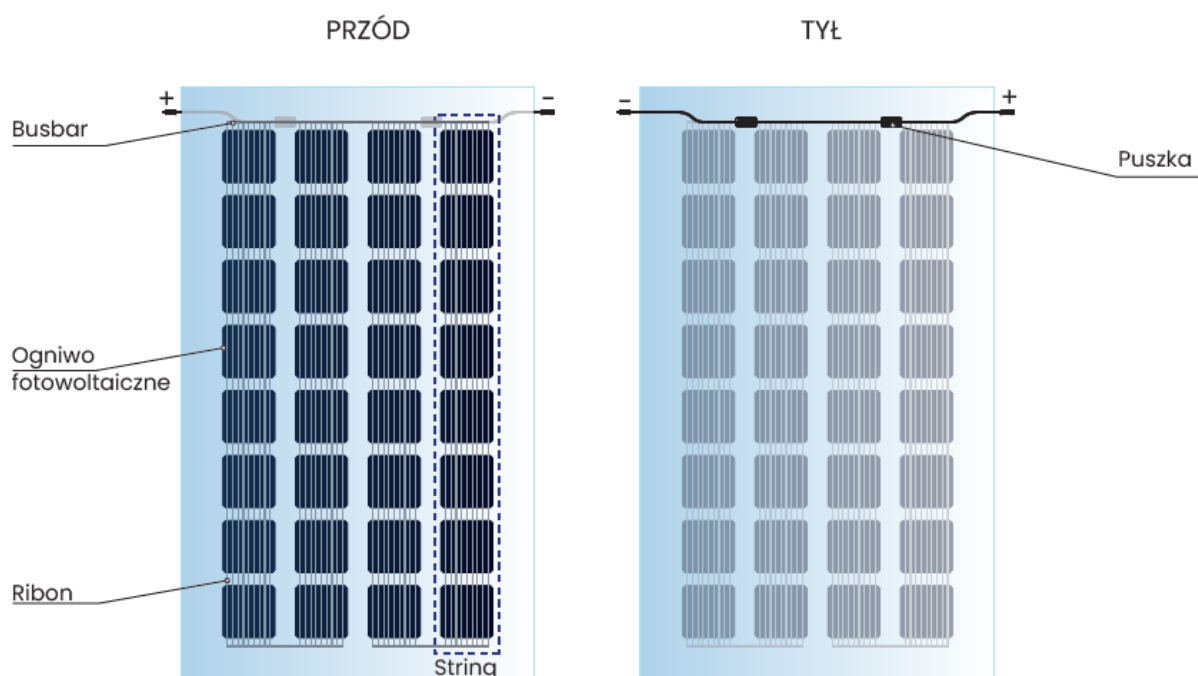 PRZÓD
TYŁ
+
-
-
+
Busbar
Puszka
Ogniwo
fotowoltaiczne
Ribon
String